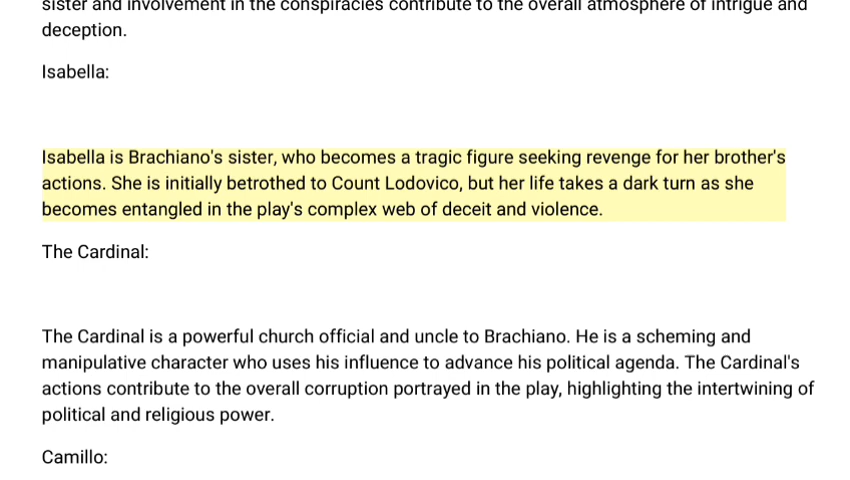 sister and involvement in the conspiracies contribute to the overall atmosphere of intrigue and
deception.
Isabella:
Isabella is Brachiano's sister, who becomes a tragic figure seeking revenge for her brother's
actions. She is initially betrothed to Count Lodovico, but her life takes a dark turn as she
becomes entangled in the play's complex web of deceit and violence.
The Cardinal:
The Cardinal is a powerful church official and uncle to Brachiano. He is a scheming and
manipulative character who uses his influence to advance his political agenda. The Cardinal's
actions contribute to the overall corruption portrayed in the play, highlighting the intertwining of
political and religious power.
Camillo: